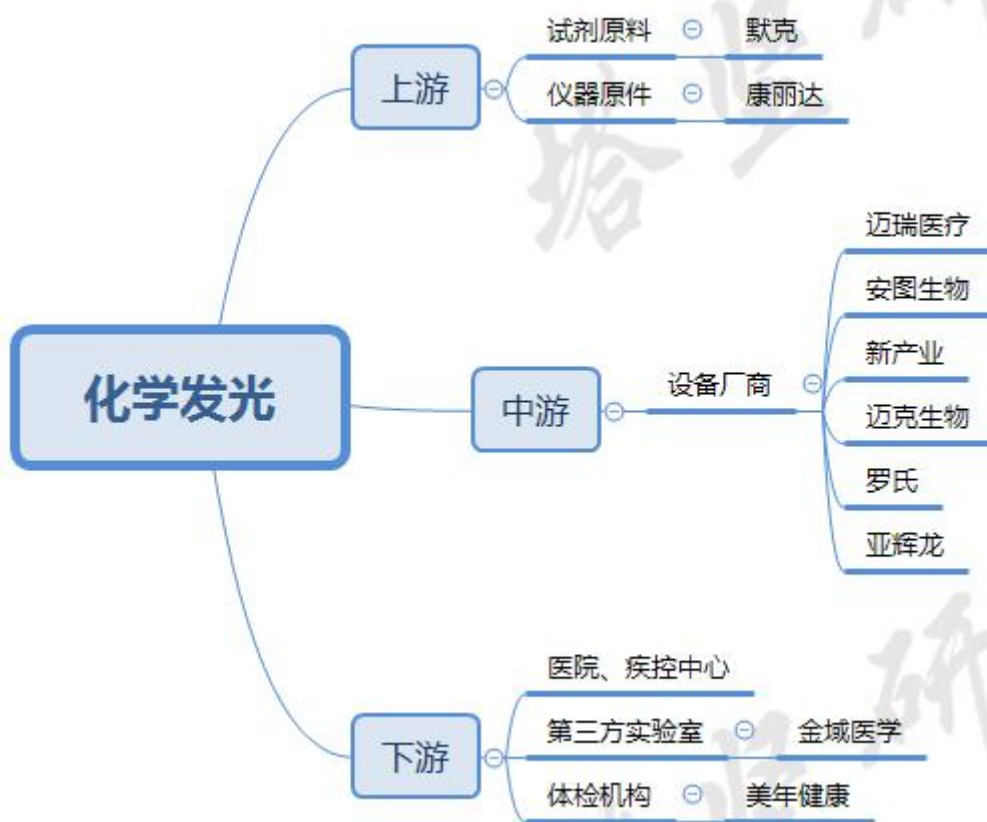 化学发光
上游
试剂原料
默克
仪器原件
康丽达
中游
设备厂商
迈瑞医疗
安图生物
新产业
迈克生物
罗氏
亚辉龙
下游
医院、疾控中心
第三方实验室
金域医学
体检机构
美年健康
塔坚研